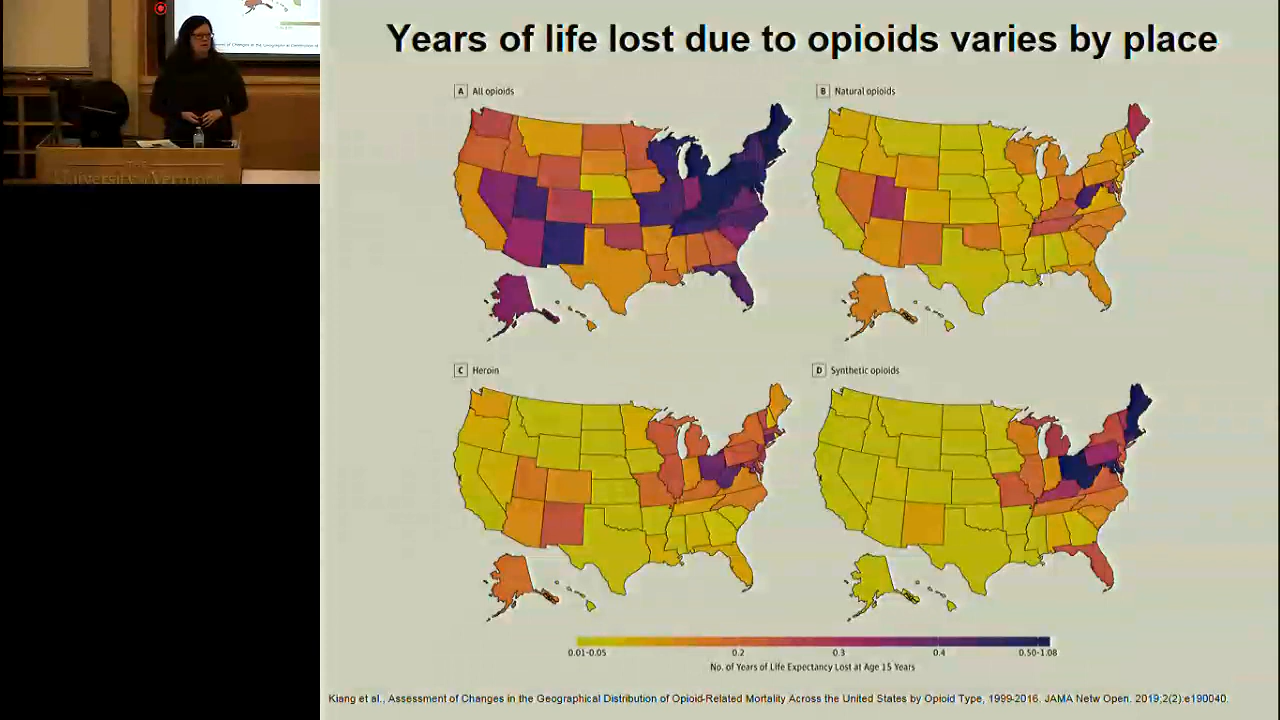 Years of life lost due to opioids varies by place
A All opioids
B Natural opioids
C Heroin
D Synthetic opioids
0.01-0.05 0.2 0.3 0.4 0.50-1.08
No. of Years of Life Expectancy Lost at Age 15 Years
Kiang et al., Assessment of Changes in the Geographical Distribution of Opioid-Related Mortality Across the United States by Opioid Type, 1999-2016. JAMA Netw Open. 2019;2(2):e190040.
University Vermont